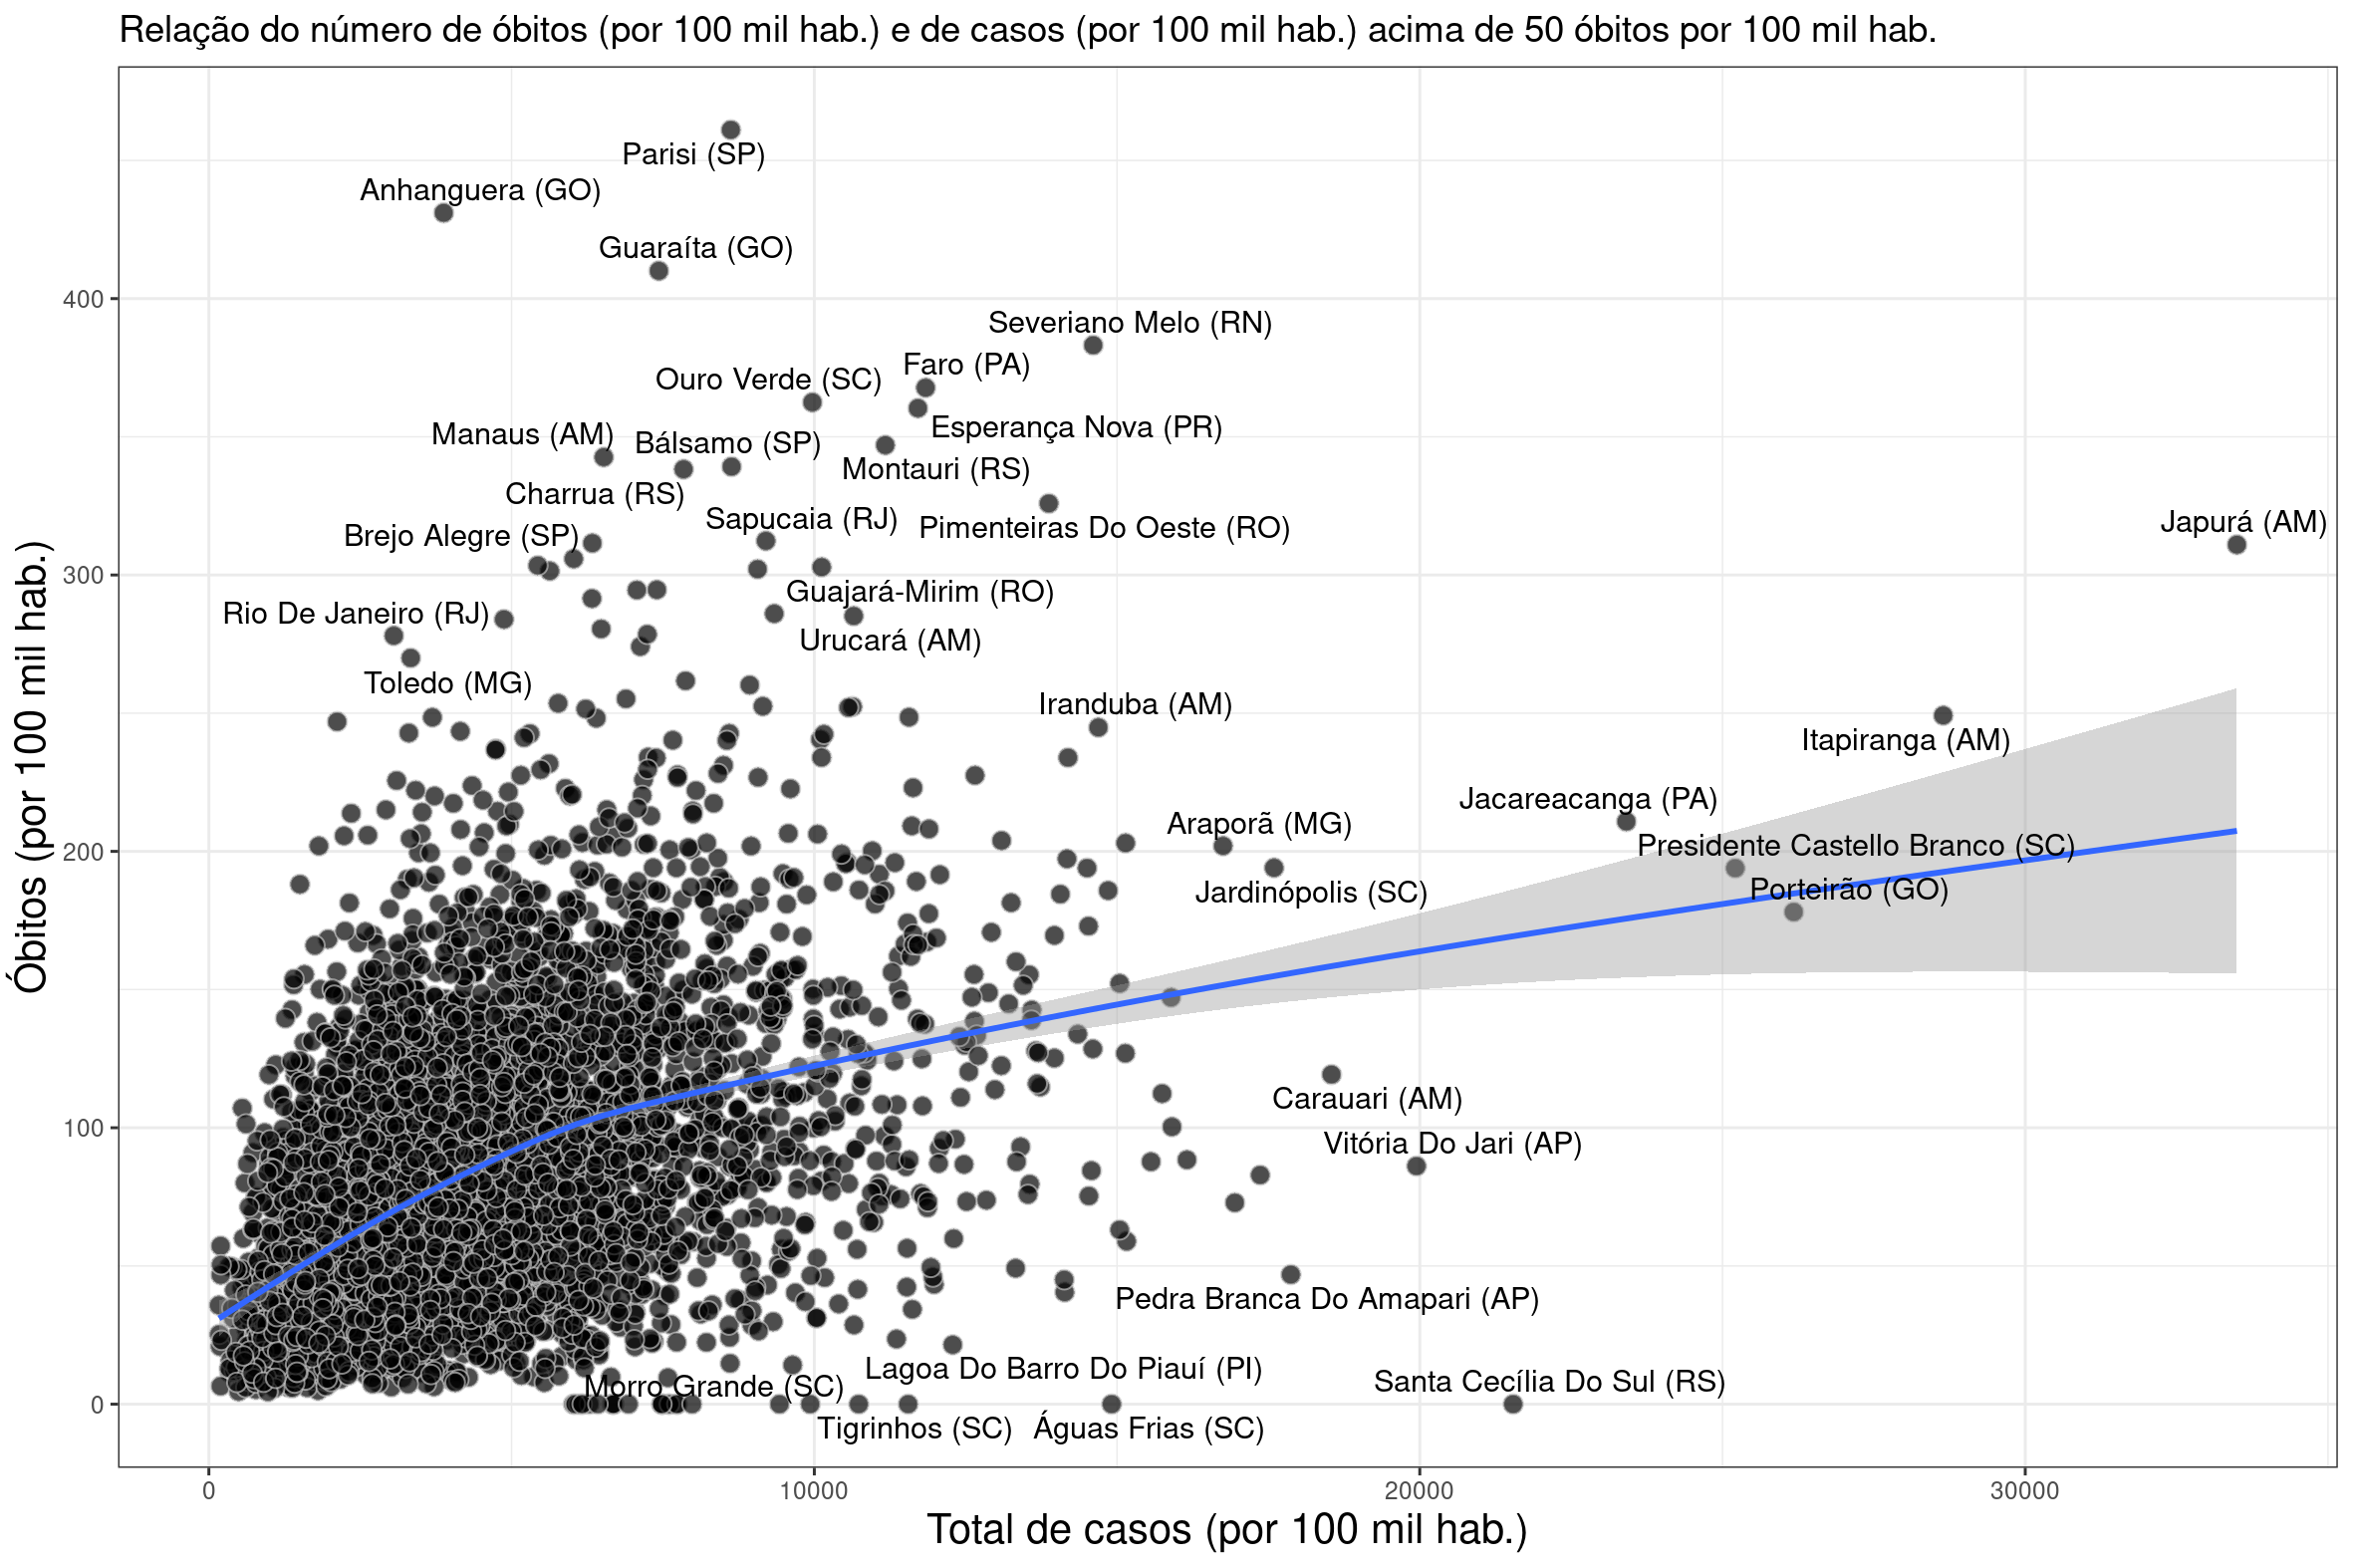 Relação do número de óbitos (por 100 mil hab.) e de casos (por 100 mil hab.) acima de 50 óbitos por 100 mil hab.
Parisi (SP)
Anhanguera (GO)
Guaraíta (GO)
400
Severiano Melo (RN)
Faro (PA)
Ouro Verde (SC)
Esperança Nova (PR)
Manaus (AM)
Bálsamo (SP)
Montauri (RS)
Charrua (RS)
Sapucaia (RJ)
Pimenteiras Do Oeste (RO)
Japurá (AM)
Brejo Alegre (SP)
300
Guajará-Mirim (RO)
Rio De Janeiro (RJ)
Urucará (AM)
Toledo (MG)
Iranduba (AM)
Itapiranga (AM)
Jacareacanga (PA)
Araporã (MG)
Presidente Castello Branco (SC)
200
Jardinópolis (SC)
Porteirão (GO)
Óbitos (por 100 mil hab.)
Carauari (AM)
100
Vitória Do Jari (AP)
Pedra Branca Do Amapari (AP)
Lagoa Do Barro Do Piauí (PI)
Morro Grande (SC)
Santa Cecília Do Sul (RS)
0
Tigrinhos (SC)
Águas Frias (SC)
0
10000
20000
30000
Total de casos (por 100 mil hab.)